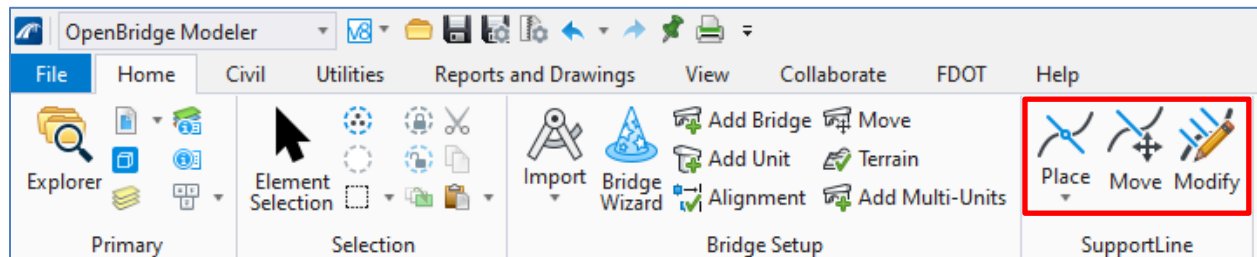 OpenBridge Modeler V8
File Home Civil Utilities Reports and Drawings View Collaborate FDOT Help
Explorer
Element Selection
Import
Bridge Wizard
Add Bridge Move
Add Unit Terrain
Alignment Add Multi-Units
Place Move Modify
Primary Selection Bridge Setup SupportLine